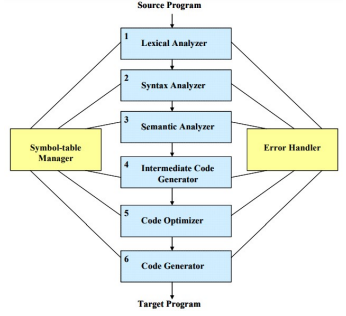 Source Program
1
Lexical Analyzer
2
Syntax Analyzer
3
Semantic Analyzer
Symbol-table
Manager
Error Handler
4
Intermediate Code
Generator
5
Code Optimizer
6
Code Generator
Target Program